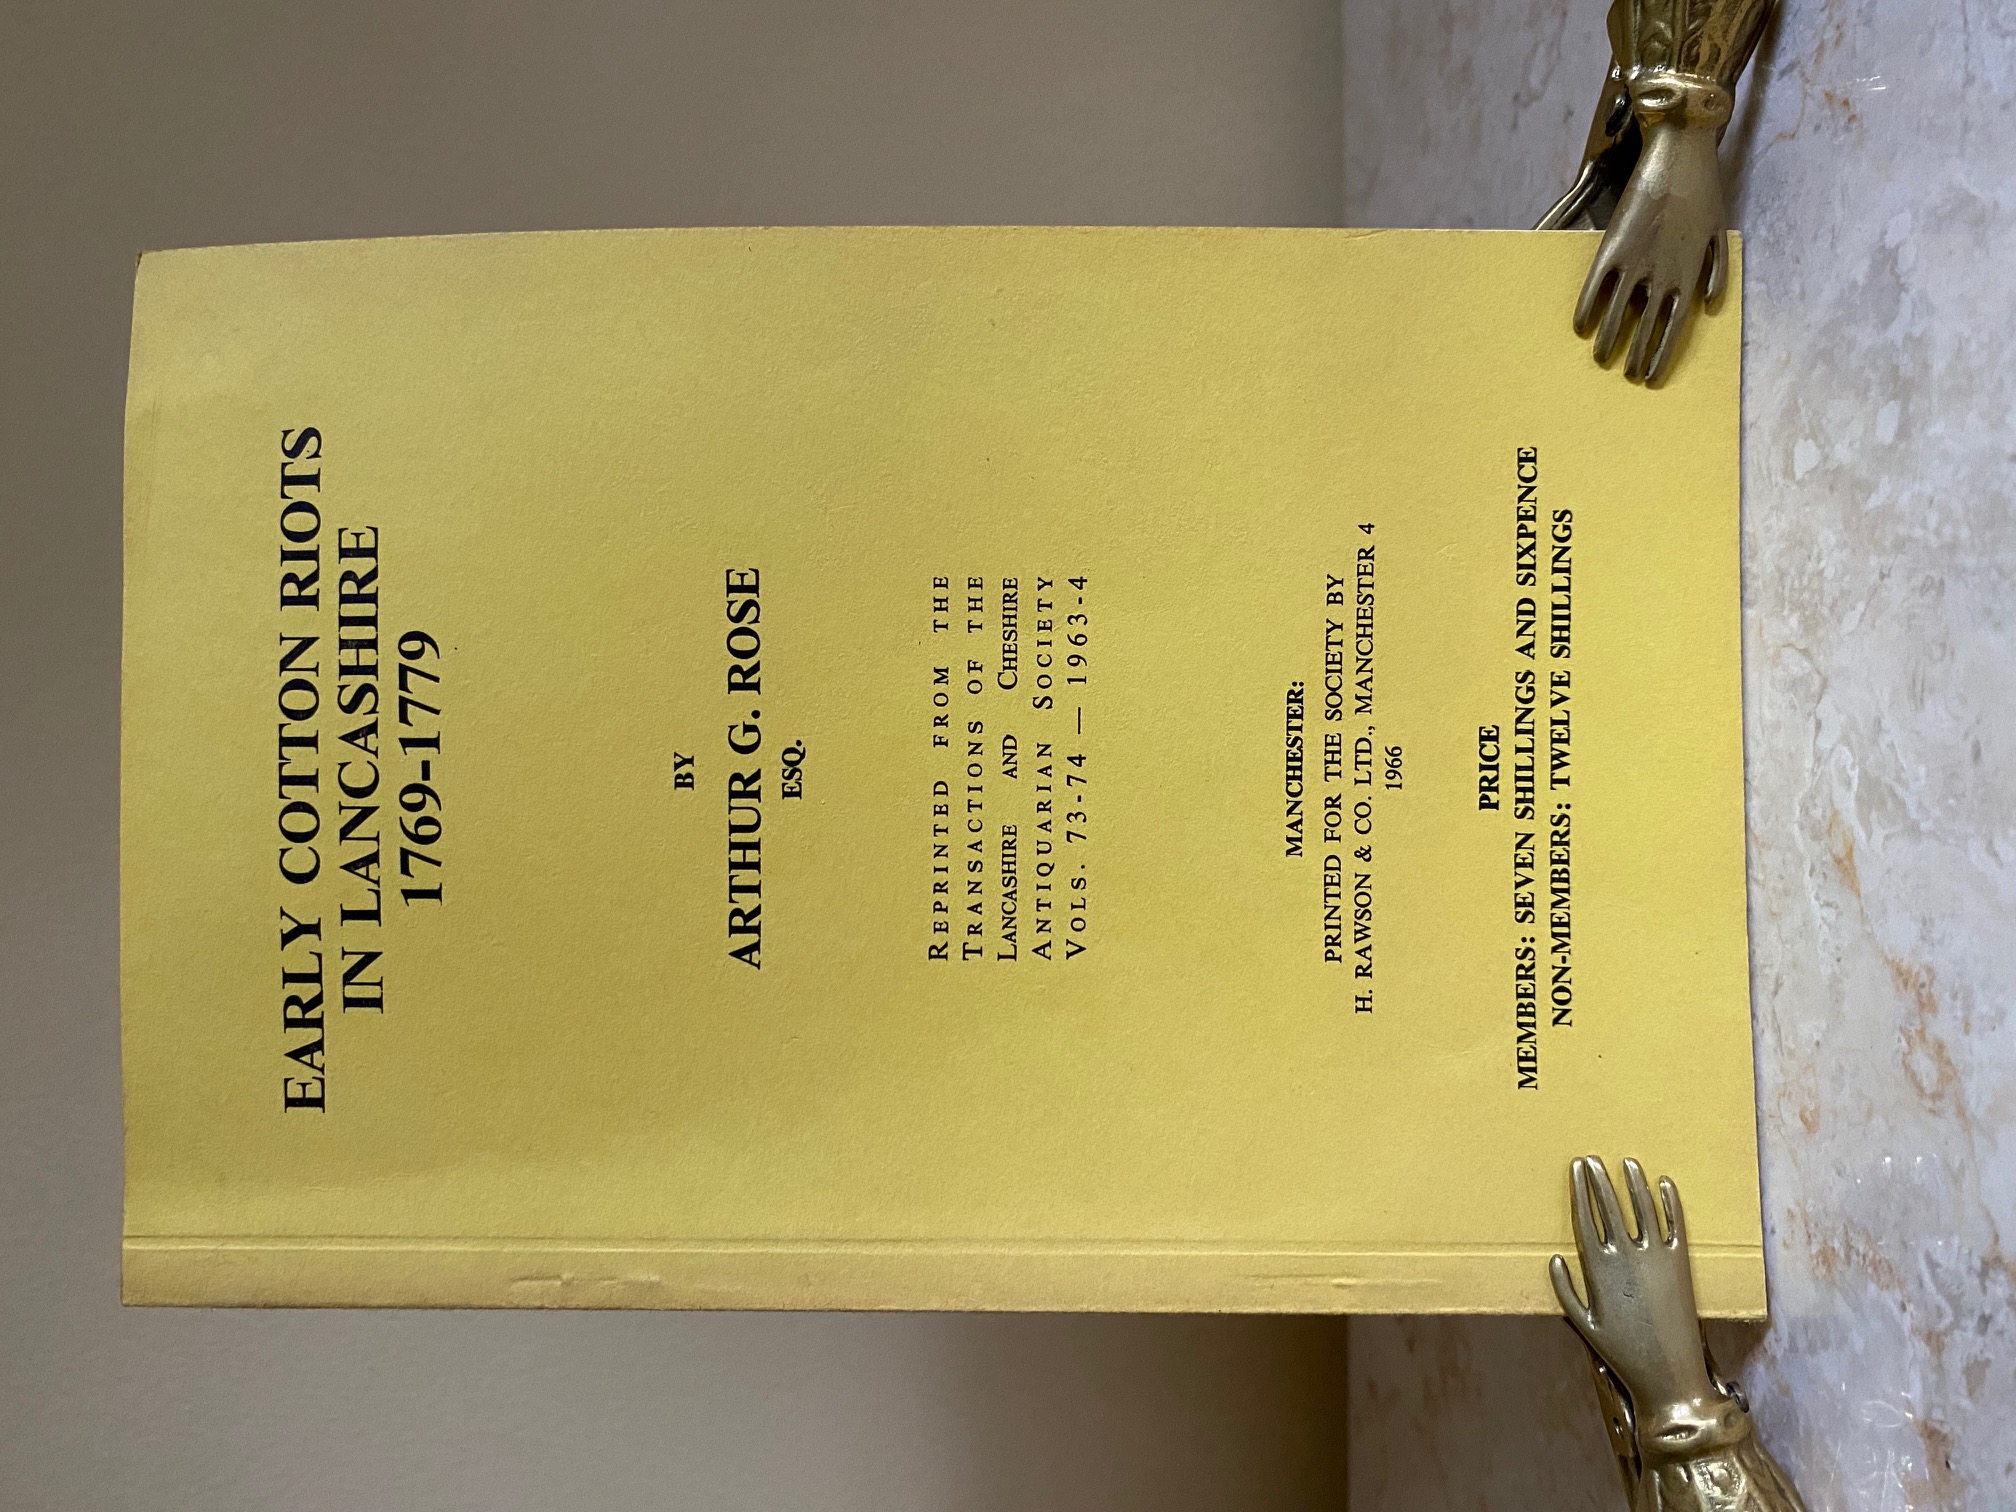 EARLY COTTON RIOTS
IN LANCASHIRE
1769-1779
BY
ARTHUR G. ROSE
ESQ.
REPRINTED FROM THE
TRANSACTIONS OF THE
LANCASHIRE AND CHESHIRE
ANTIQUARIAN SOCIETY
VOLS. 73-74 — 1963-4
MANCHESTER:
PRINTED FOR THE SOCIETY BY
H. RAWSON & CO. LTD., MANCHESTER 4
1966
PRICE
MEMBERS: SEVEN SHILLINGS AND SIXPENCE
NON-MEMBERS: TWELVE SHILLINGS